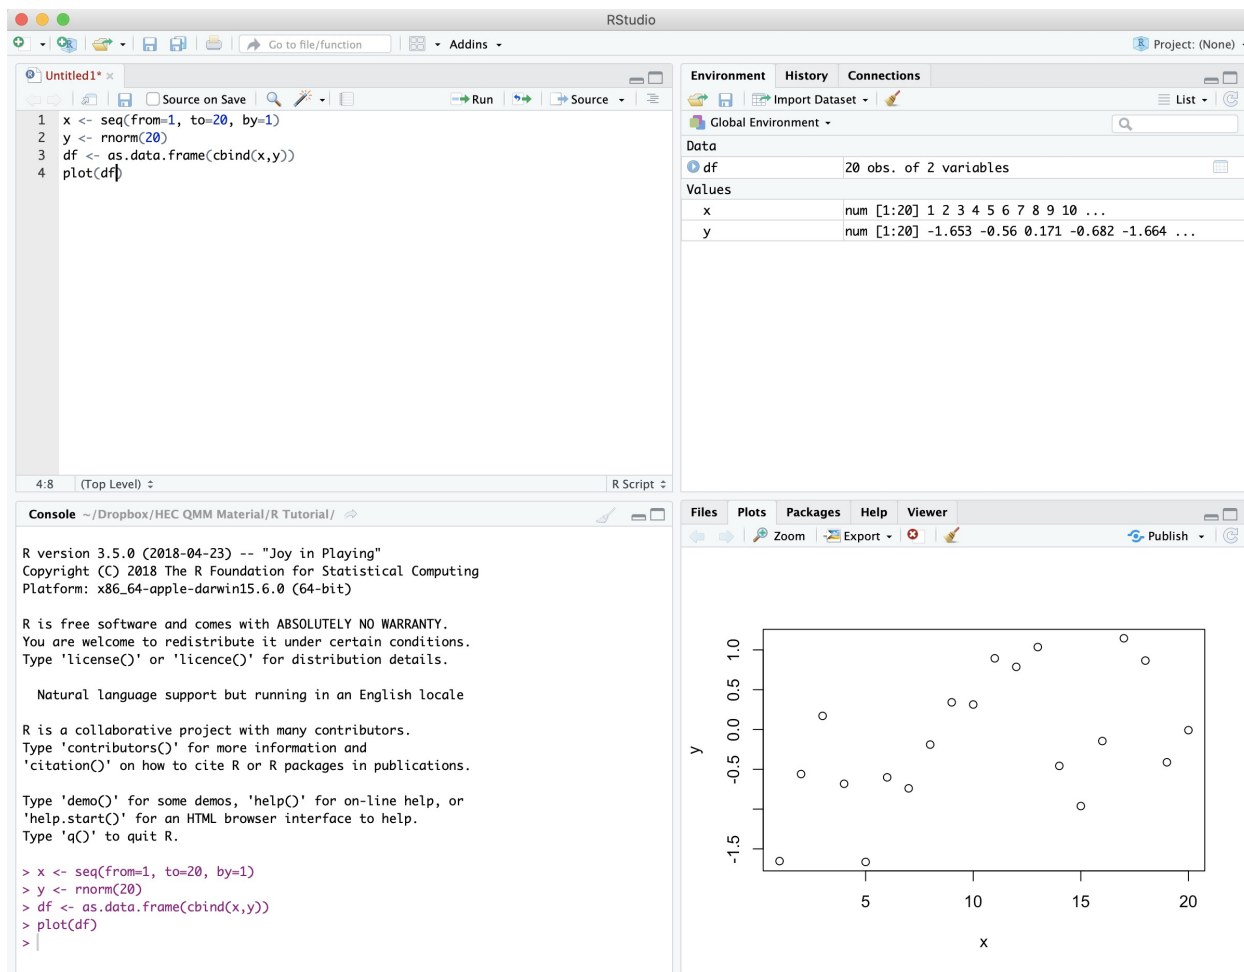 RStudio
Go to file/function
Addins
Project: (None)
Untitled1*
Source on Save
Run
Source
1 x <- seq(from=1, to=20, by=1)
2 y <- rnorm(20)
3 df <- as.data.frame(cbind(x,y))
4 plot(df)
4:8 (Top Level)
R Script
Environment History Connections
Import Dataset
List
Global Environment
Data
df 20 obs. of 2 variables
Values
x num [1:20] 1 2 3 4 5 6 7 8 9 10 ...
y num [1:20] -1.653 -0.56 0.171 -0.682 -1.664 ...
Console ~/Dropbox/HEC QMM Material/R Tutorial/
R version 3.5.0 (2018-04-23) -- "Joy in Playing"
Copyright (C) 2018 The R Foundation for Statistical Computing
Platform: x86_64-apple-darwin15.6.0 (64-bit)
R is free software and comes with ABSOLUTELY NO WARRANTY.
You are welcome to redistribute it under certain conditions.
Type 'license()' or 'licence()' for distribution details.
Natural language support but running in an English locale
R is a collaborative project with many contributors.
Type 'contributors()' for more information and
'citation()' on how to cite R or R packages in publications.
Type 'demo()' for some demos, 'help()' for on-line help, or
'help.start()' for an HTML browser interface to help.
Type 'q()' to quit R.
> x <- seq(from=1, to=20, by=1)
> y <- rnorm(20)
> df <- as.data.frame(cbind(x,y))
> plot(df)
>
Files Plots Packages Help Viewer
Zoom Export Publish
y
1.0
0.5
0.0
-0.5
-1.5
5 10 15 20
x